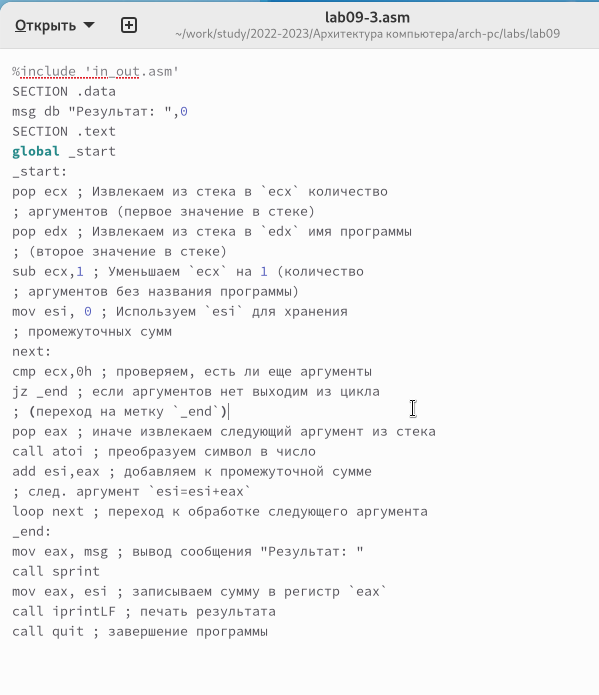 Открыть
lab09-3.asm
~/work/study/2022-2023/Архитектура компьютера/arch-pc/labs/lab09
%include 'in_out.asm'
SECTION .data
msg db "Результат: ",0
SECTION .text
global _start
_start:
pop ecx ; Извлекаем из стека в `ecx` количество
; аргументов (первое значение в стеке)
pop edx ; Извлекаем из стека в `edx` имя программы
; (второе значение в стеке)
sub ecx,1 ; Уменьшаем `ecx` на 1 (количество
; аргументов без названия программы)
mov esi, 0 ; Используем `esi` для хранения
; промежуточных сумм
next:
cmp ecx,0h ; проверяем, есть ли еще аргументы
jz _end ; если аргументов нет выходим из цикла
; (переход на метку `_end`)
pop eax ; иначе извлекаем следующий аргумент из стека
call atoi ; преобразуем символ в число
add esi,eax ; добавляем к промежуточной сумме
; след. аргумент `esi=esi+eax`
loop next ; переход к обработке следующего аргумента
_end:
mov eax, msg ; вывод сообщения "Результат: "
call sprint
mov eax, esi ; записываем сумму в регистр `eax`
call iprintLF ; печать результата
call quit ; завершение программы